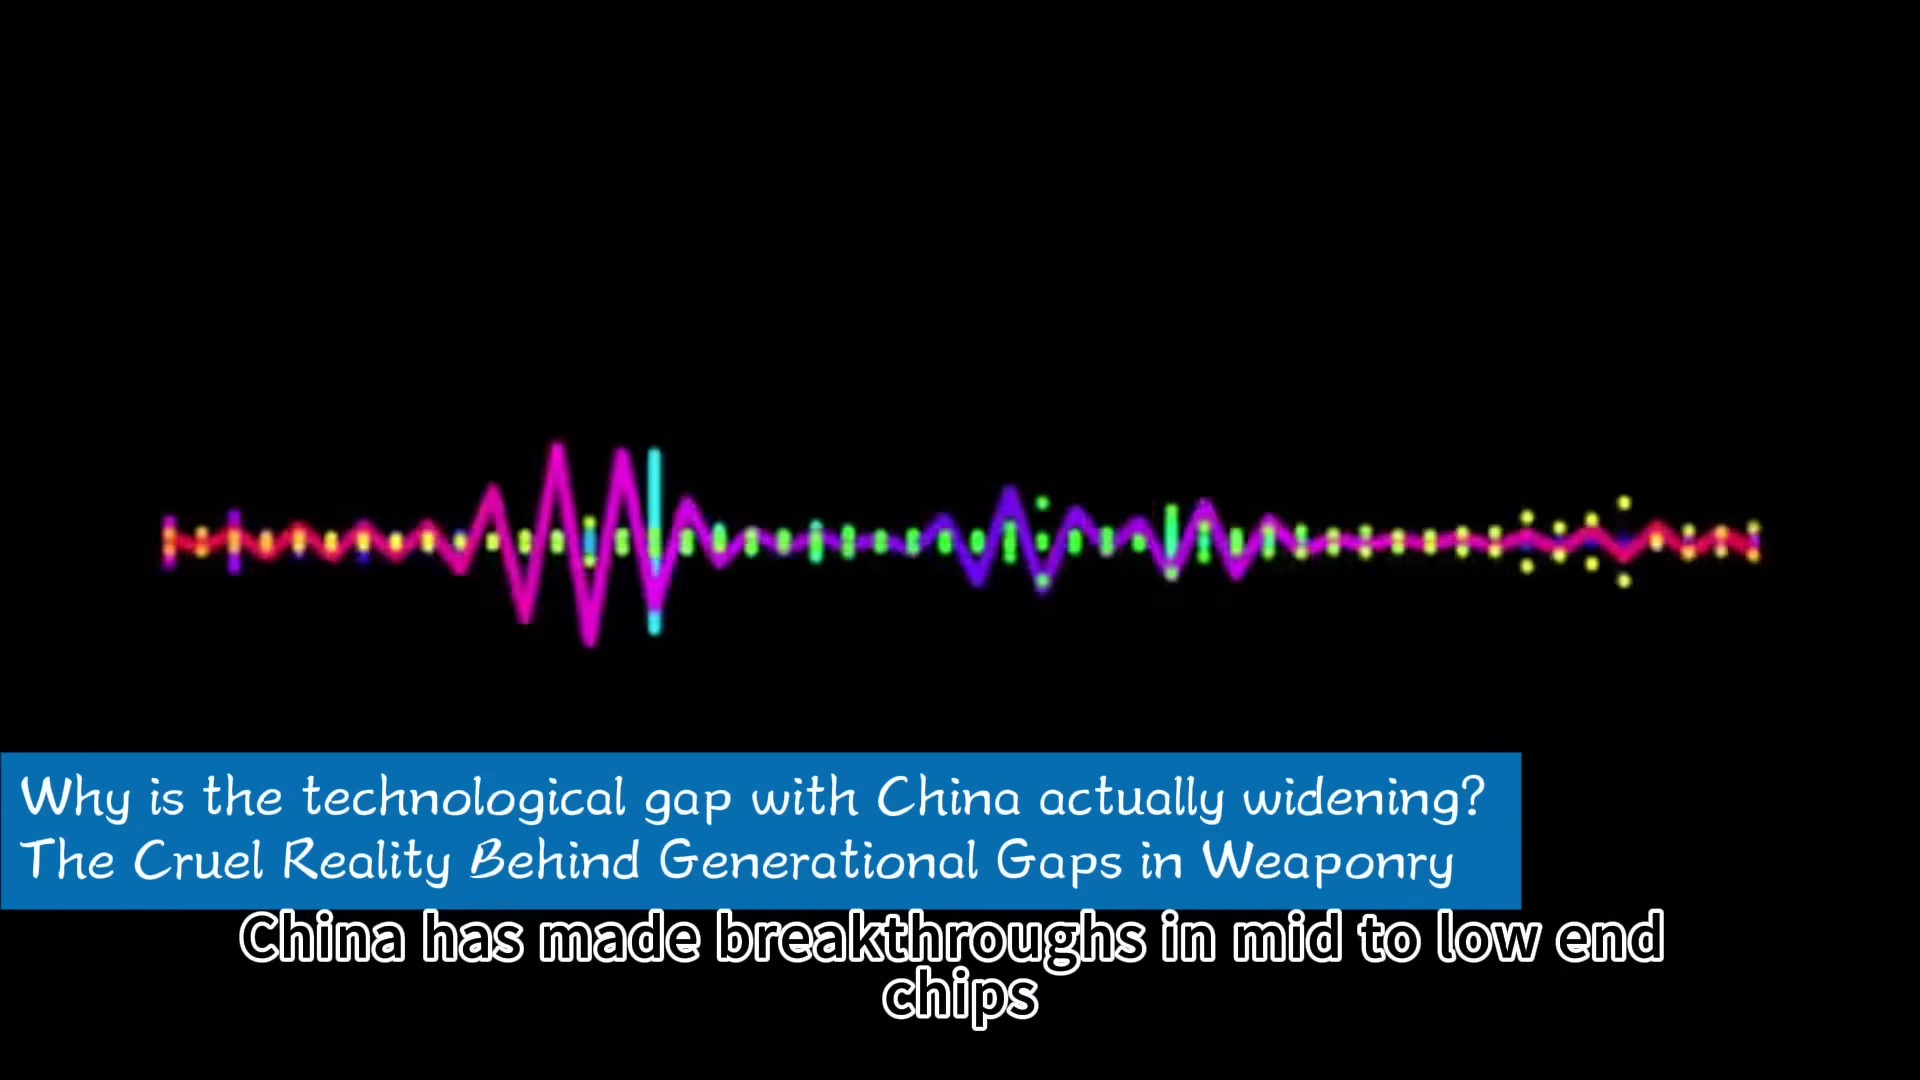 Why is the technological gap with China actually widening?
The Cruel Reality Behind Generational Gaps in Weaponry
China has made breakthroughs in mid to low end
chips